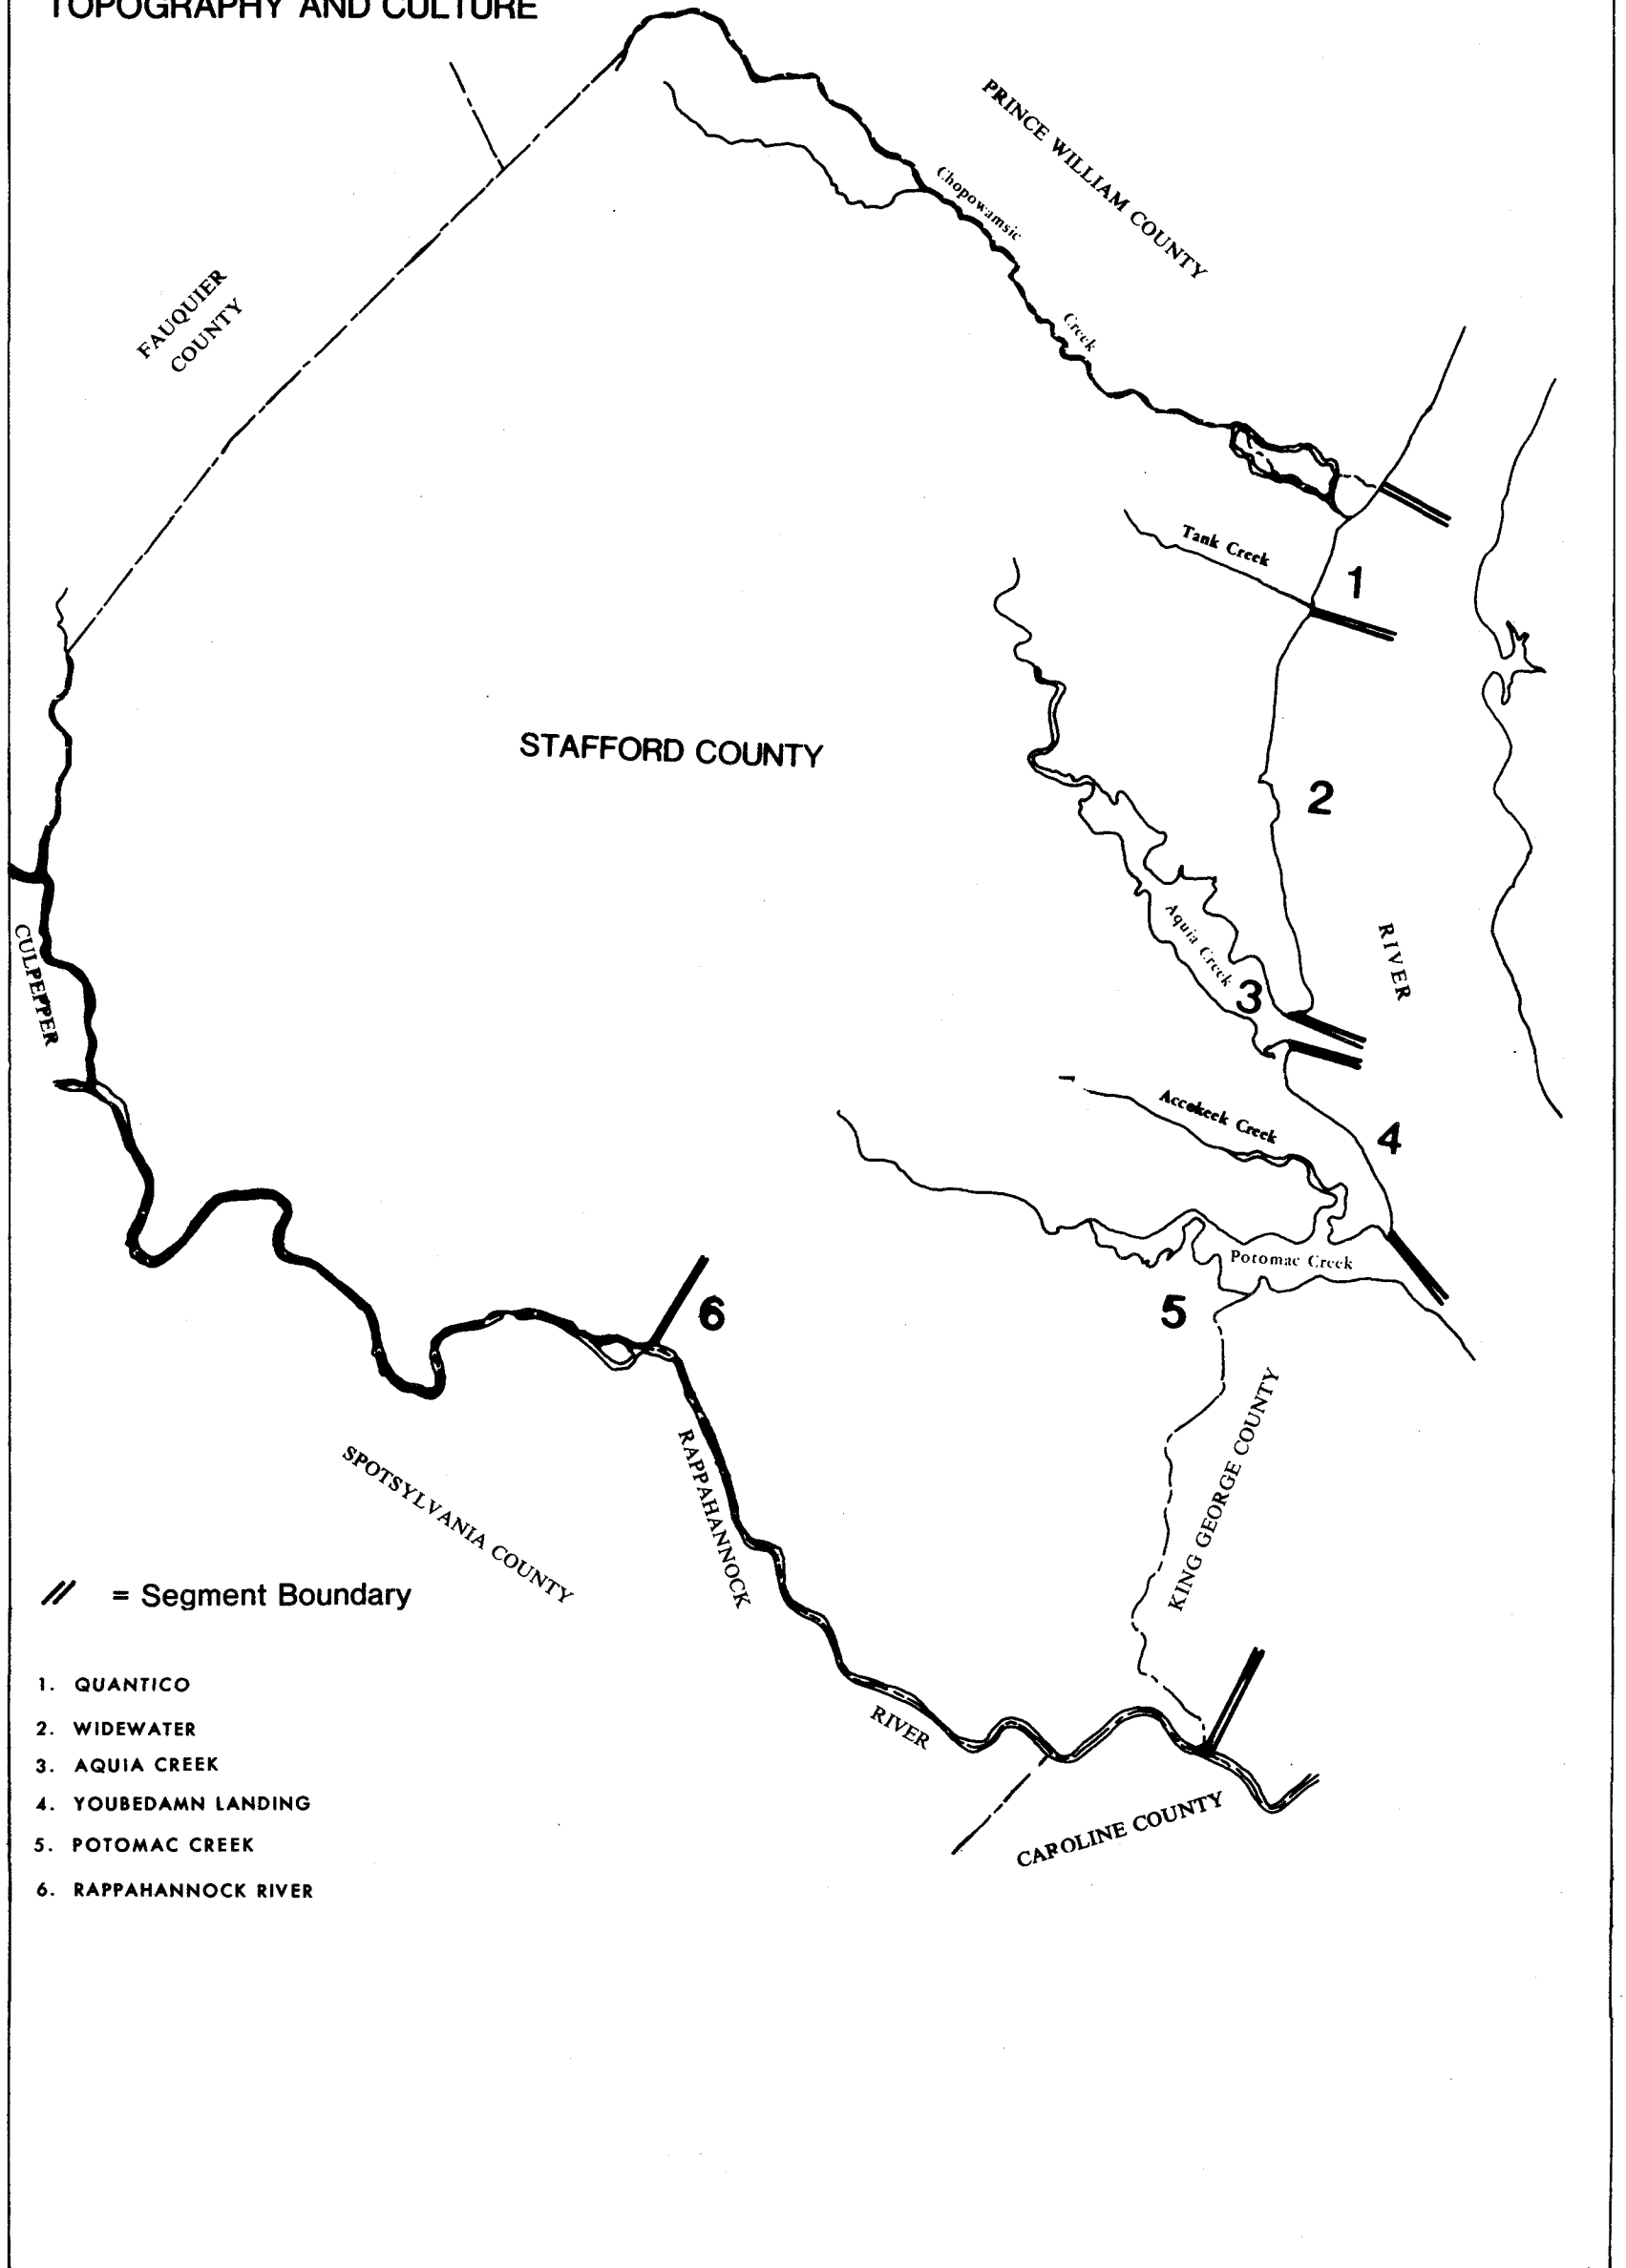 TOPOGRAPHY AND CULTURE
PRINCE WILLIAM COUNTY
Chopowamsic
Creek
FAUQUIER
COUNTY
Tank Creek
1
STAFFORD COUNTY
2
Aquia Creek
RIVER
CULPEPPER
3
Accokeek Creek
4
Potomac Creek
5
6
KING GEORGE COUNTY
SPOTSYLVANIA COUNTY
RAPPAHANNOCK
RIVER
CAROLINE COUNTY
// = Segment Boundary
1. QUANTICO
2. WIDEWATER
3. AQUIA CREEK
4. YOUBEDAMN LANDING
5. POTOMAC CREEK
6. RAPPAHANNOCK RIVER